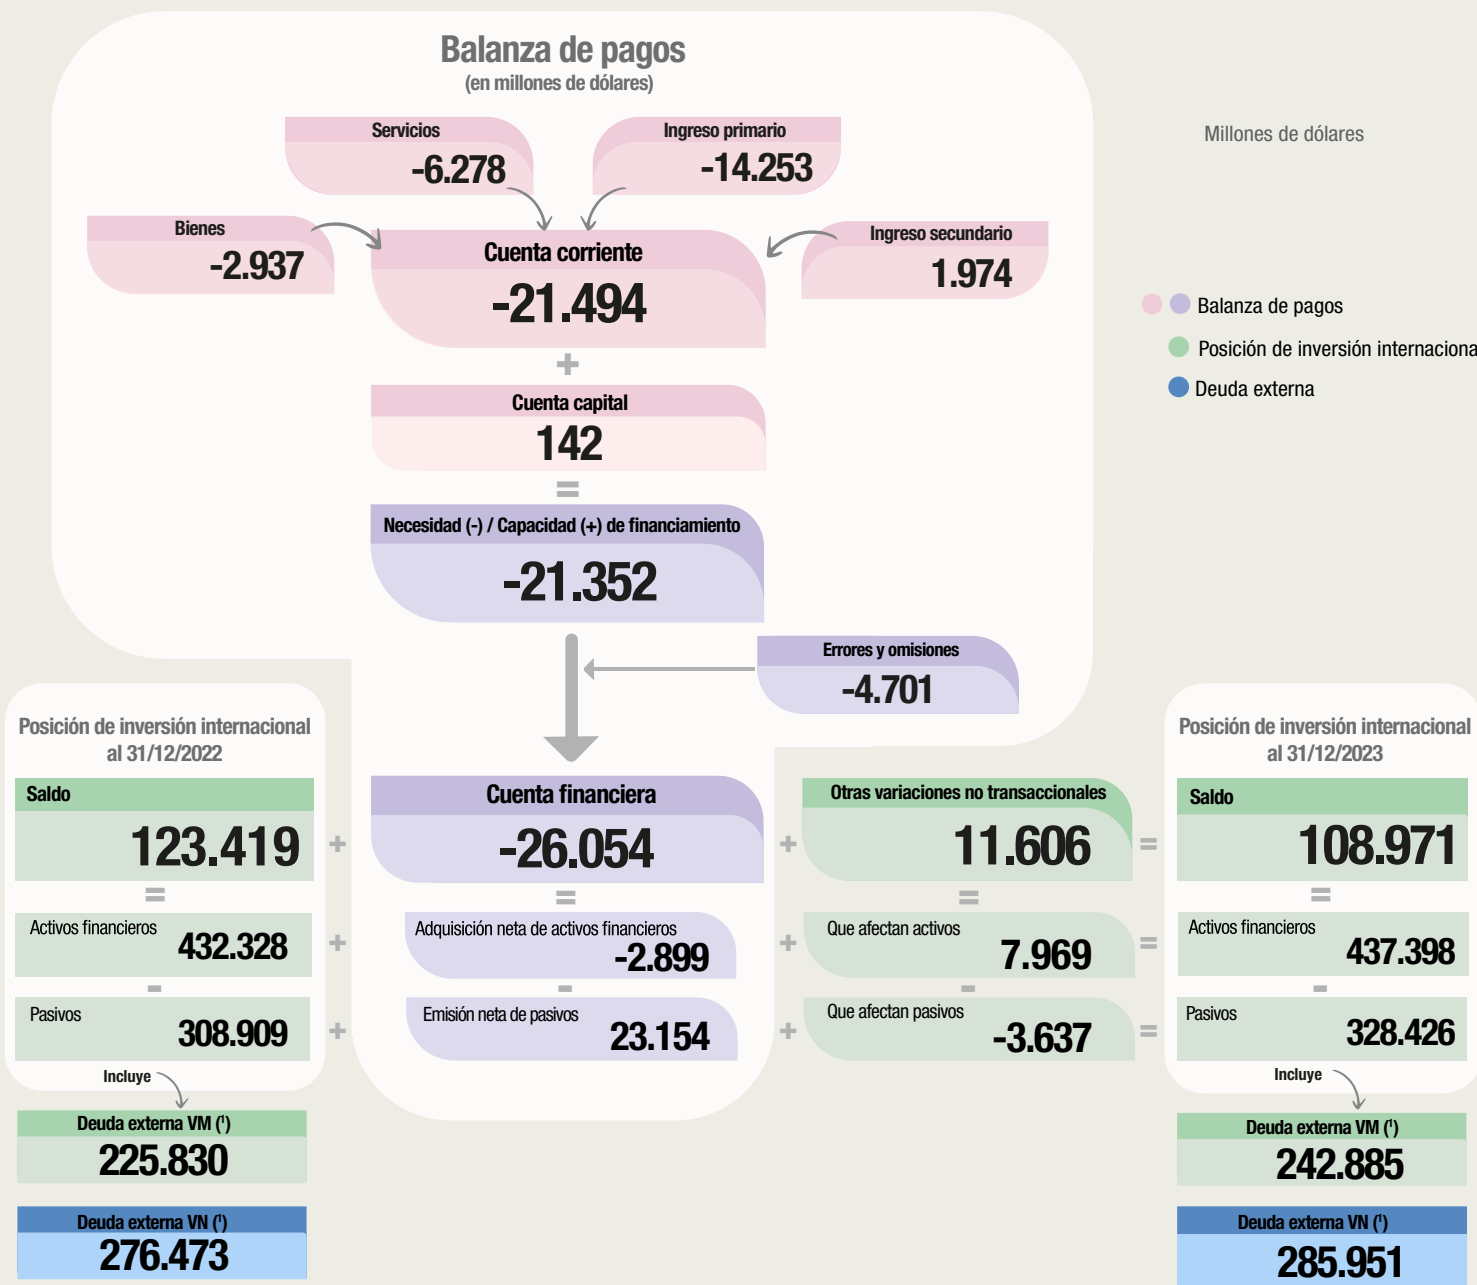 Balanza de pagos
(en millones de dólares)
Millones de dólares
Servicios
-6.278
Ingreso primario
-14.253
Bienes
-2.937
Cuenta corriente
-21.494
Ingreso secundario
1.974
Balanza de pagos
Posición de inversión internaciona
Deuda externa
+
Cuenta capital
142
=
Necesidad (-) / Capacidad (+) de financiamiento
-21.352
Errores y omisiones
-4.701
Posición de inversión internacional
al 31/12/2022
Saldo
123.419
+
Cuenta financiera
-26.054
+
Otras variaciones no transaccionales
11.606
=
Posición de inversión internacional
al 31/12/2023
Saldo
108.971
=
=
=
=
Activos financieros
432.328
+
Adquisición neta de activos financieros
-2.899
+
Que afectan activos
7.969
=
Activos financieros
437.398
-
-
-
-
Pasivos
308.909
+
Emisión neta de pasivos
23.154
+
Que afectan pasivos
-3.637
=
Pasivos
328.426
Incluye
Deuda externa VM (¹)
225.830
Deuda externa VN (¹)
276.473
Incluye
Deuda externa VM (¹)
242.885
Deuda externa VN (¹)
285.951